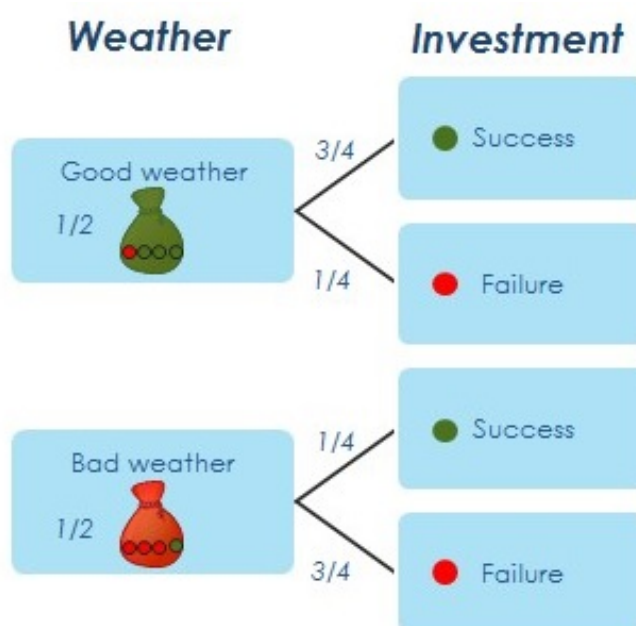 Weather
Investment
Good weather
1/2
3/4
Success
1/4
Failure
Bad weather
1/2
1/4
Success
3/4
Failure